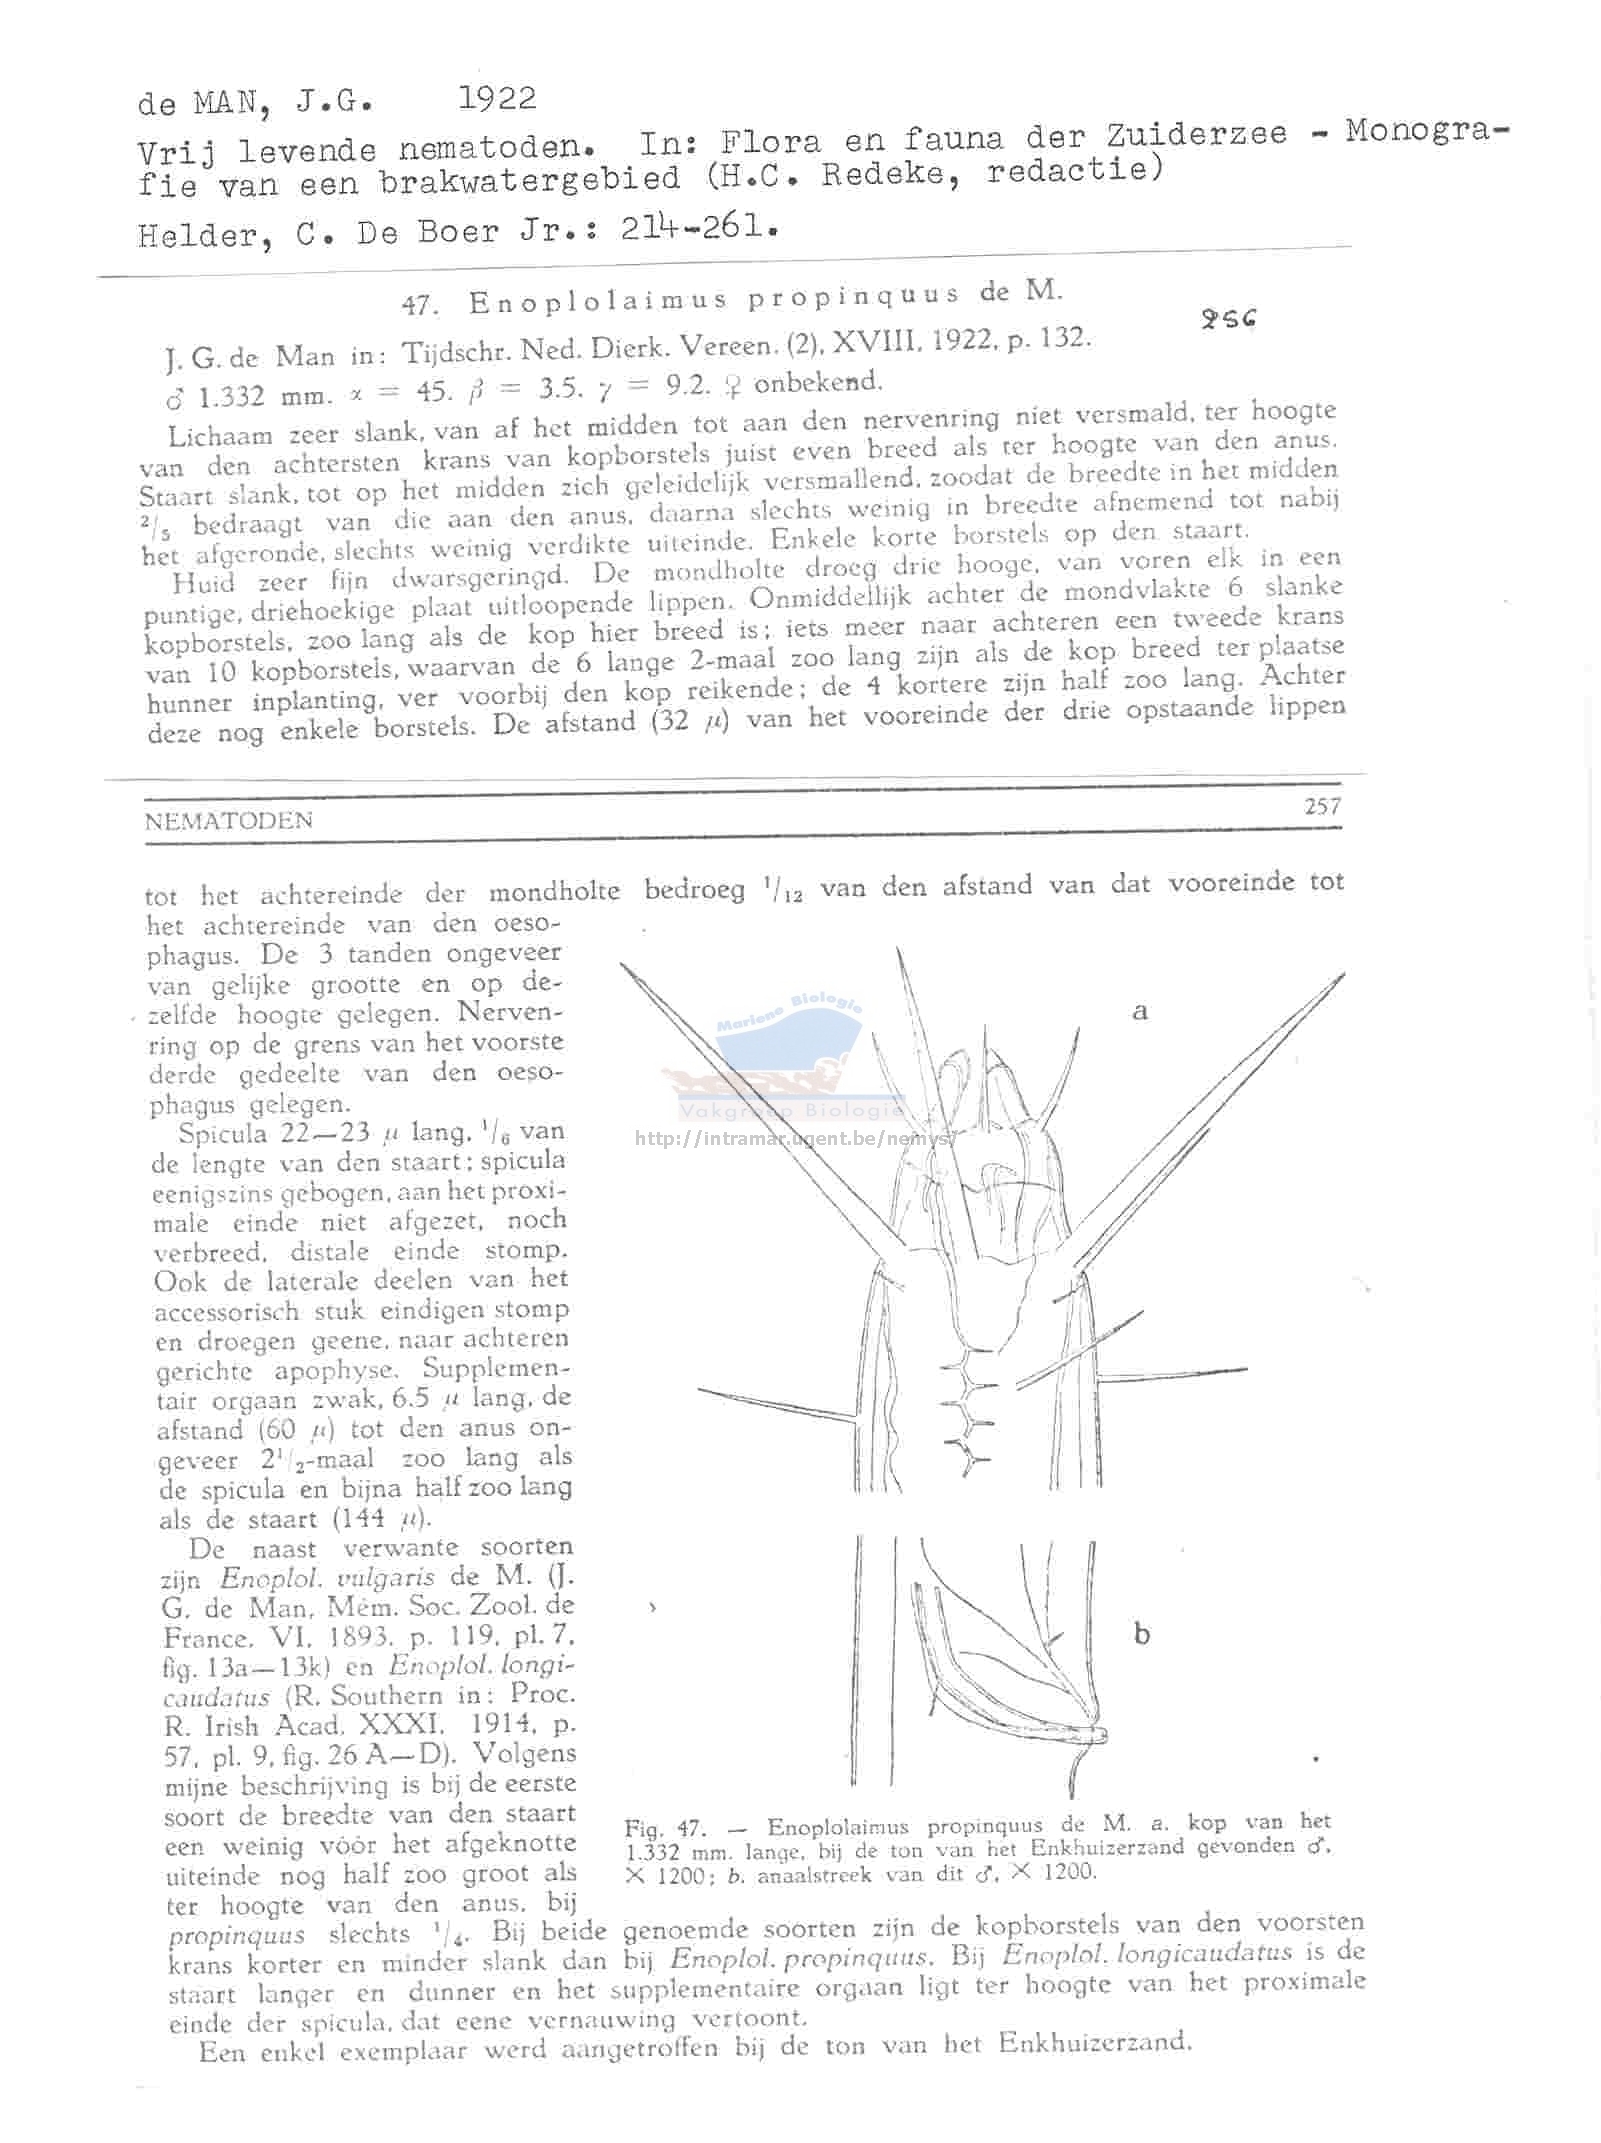 de MAN, J.G. 1922
Vrij levende nematoden. In: Flora en fauna der Zuiderzee - Monogra-
fie van een brakwatergebied (H.C. Redeke, redactie)
Helder, C. De Boer Jr.: 214-261.
47. Enoplolaimus propinquus de M.
256
J. G. de Man in: Tijdschr. Ned. Dierk. Vereen. (2), XVIII, 1922, p. 132.
♂ 1.332 mm. α = 45. β = 3.5. γ = 9.2. ♀ onbekend.
Lichaam zeer slank, van af het midden tot aan den nervenring niet versmald, ter hoogte
van den achtersten krans van kopborstels juist even breed als ter hoogte van den anus.
Staart slank, tot op het midden zich geleidelijk versmallend, zoodat de breedte in het midden
2/5 bedraagt van die aan den anus, daarna slechts weinig in breedte afnemend tot nabij
het afgeronde, slechts weinig verdikte uiteinde. Enkele korte borstels op den staart.
Huid zeer fijn dwarsgeringd. De mondholte droeg drie hooge, van voren elk in een
puntige, driehoekige plaat uitloopende lippen. Onmiddellijk achter de mondvlakte 6 slanke
kopborstels, zoo lang als de kop hier breed is; iets meer naar achteren een tweede krans
van 10 kopborstels, waarvan de 6 lange 2-maal zoo lang zijn als de kop breed ter plaatse
hunner inplanting, ver voorbij den kop reikende; de 4 kortere zijn half zoo lang. Achter
deze nog enkele borstels. De afstand (32 μ) van het vooreinde der drie opstaande lippen
NEMATODEN 257
tot het achtereinde der mondholte bedroeg 1/12 van den afstand van dat vooreinde tot
het achtereinde van den oeso-
phagus. De 3 tanden ongeveer
van gelijke grootte en op de-
zelfde hoogte gelegen. Nerven-
ring op de grens van het voorste
derde gedeelte van den oeso-
phagus gelegen.
Spicula 22—23 μ lang, 1/6 van
de lengte van den staart; spicula
eenigszins gebogen, aan het proxi-
male einde niet afgezet, noch
verbreed, distale einde stomp.
Ook de laterale deelen van het
accessorisch stuk eindigen stomp
en droegen geene, naar achteren
gerichte apophyse. Supplemen-
tair orgaan zwak, 6.5 μ lang, de
afstand (60 μ) tot den anus on-
geveer 2 1/2-maal zoo lang als
de spicula en bijna half zoo lang
als de staart (144 μ).
De naast verwante soorten
zijn Enoplol. vulgaris de M. (J.
G. de Man, Mém. Soc. Zool. de
France, VI, 1893, p. 119, pl. 7,
fig. 13a—13k) en Enoplol. longi-
caudatus (R. Southern in: Proc.
R. Irish Acad. XXXI, 1914, p.
57, pl. 9, fig. 26 A—D). Volgens
mijne beschrijving is bij de eerste
soort de breedte van den staart
een weinig vóór het afgeknotte
uiteinde nog half zoo groot als
ter hoogte van den anus, bij
propinquus slechts 1/4. Bij beide genoemde soorten zijn de kopborstels van den voorsten
krans korter en minder slank dan bij Enoplol. propinquus. Bij Enoplol. longicaudatus is de
staart langer en dunner en het supplementaire orgaan ligt ter hoogte van het proximale
einde der spicula, dat eene vernauwing vertoont.
Een enkel exemplaar werd aangetroffen bij de ton van het Enkhuizerzand.
a
Mariene Biologie
Vakgroep Biologie
http://intramar.ugent.be/nemys/
b
Fig. 47. — Enoplolaimus propinquus de M. a. kop van het
1.332 mm. lange, bij de ton van het Enkhuizerzand gevonden ♂,
× 1200; b. anaalstreek van dit ♂, × 1200.